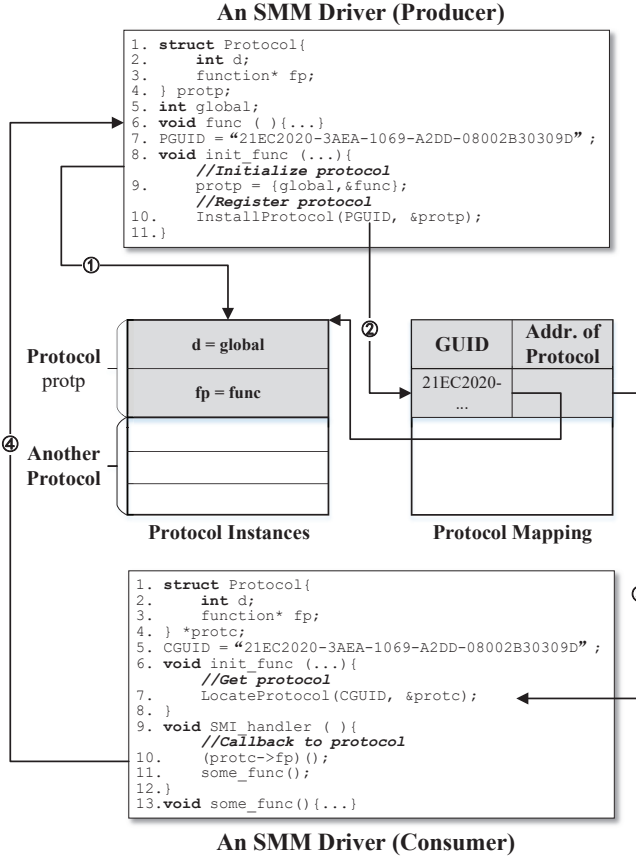 An SMM Driver (Producer)
1. struct Protocol{
2. int d;
3. function* fp;
4. } protp;
5. int global;
6. void func ( ){...}
7. PGUID = “21EC2020-3AEA-1069-A2DD-08002B30309D” ;
8. void init_func (...){
//Initialize protocol
9. protp = {global,&func};
//Register protocol
10. InstallProtocol(PGUID, &protp);
11.}
①
②
④
Protocol
protp
d = global
fp = func
Another
Protocol
Protocol Instances
GUID
Addr. of
Protocol
21EC2020-
...
Protocol Mapping
1. struct Protocol{
2. int d;
3. function* fp;
4. } *protc;
5. CGUID = “21EC2020-3AEA-1069-A2DD-08002B30309D” ;
6. void init_func (...){
//Get protocol
7. LocateProtocol(CGUID, &protc);
8. }
9. void SMI_handler ( ){
//Callback to protocol
10. (protc->fp)();
11. some_func();
12.}
13.void some_func(){...}
An SMM Driver (Consumer)